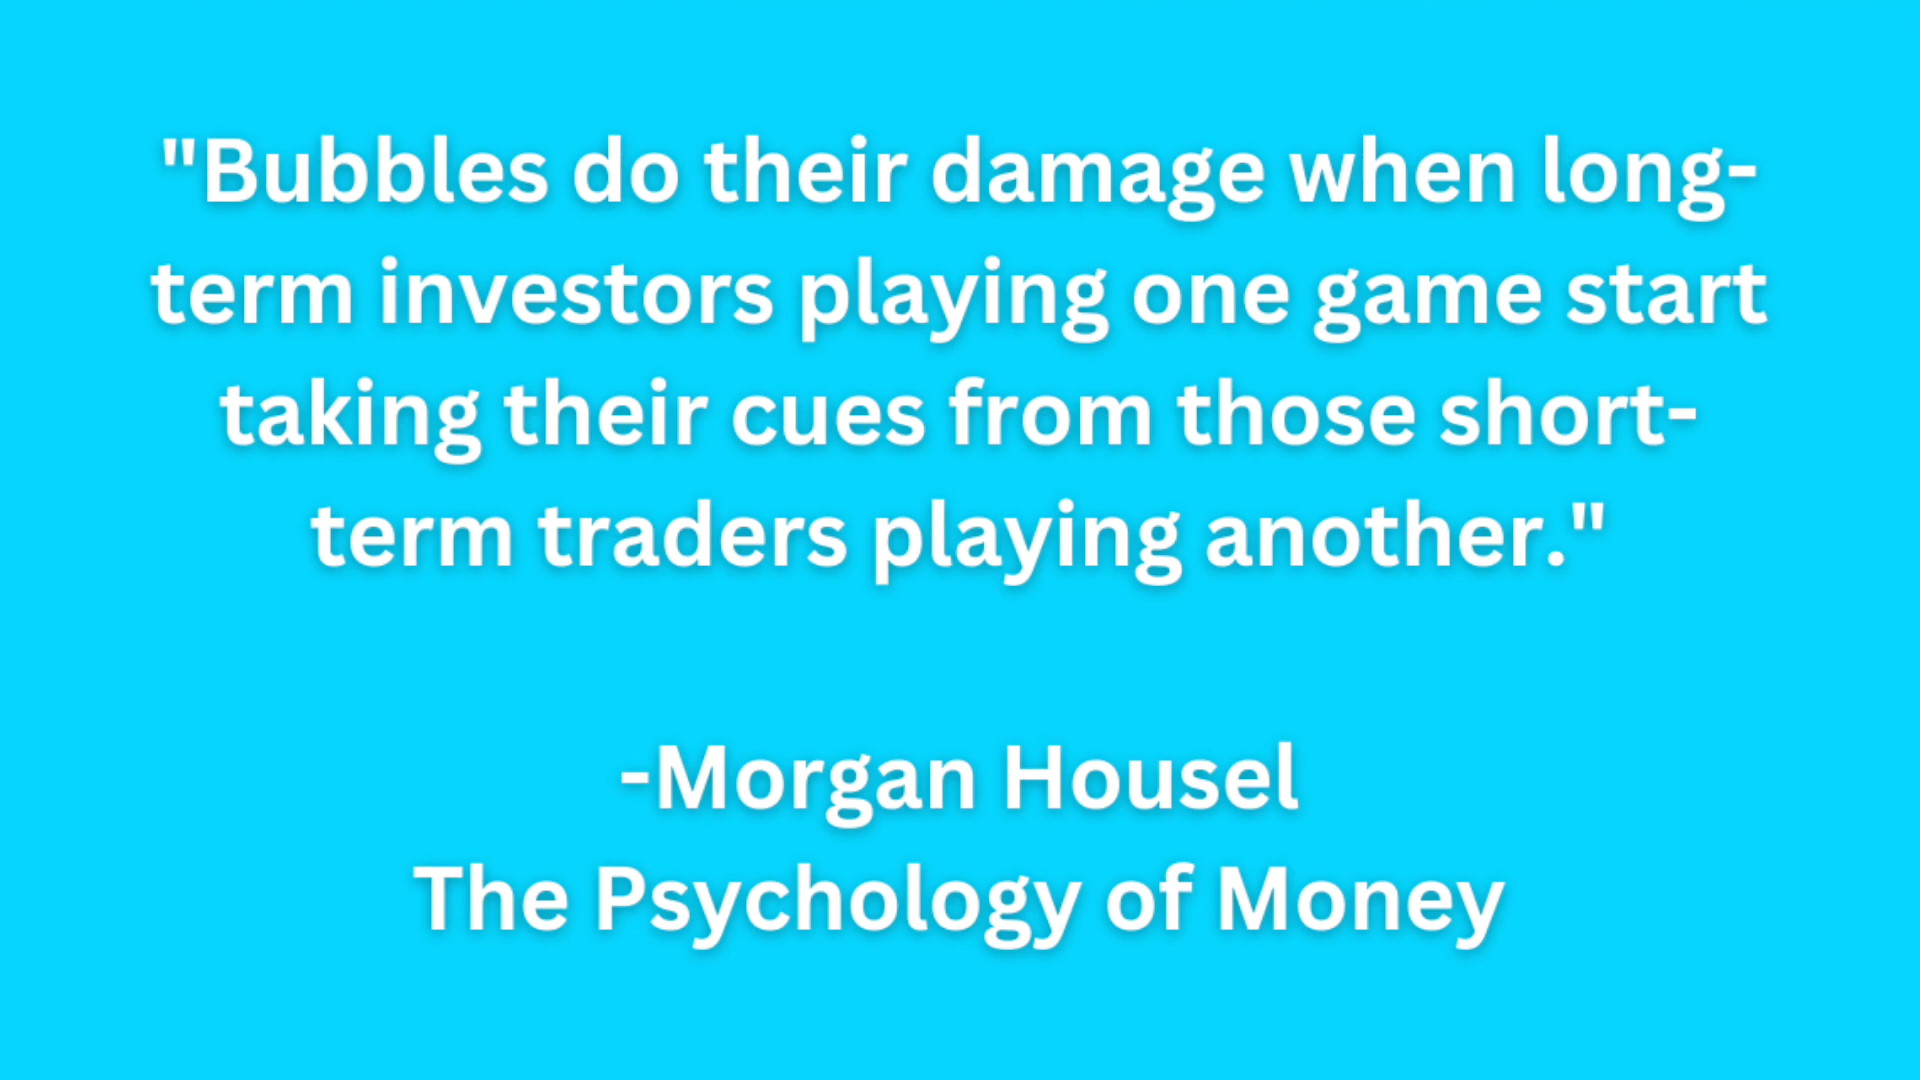 "Bubbles do their damage when long-
term investors playing one game start
taking their cues from those short-
term traders playing another."
-Morgan Housel
The Psychology of Money